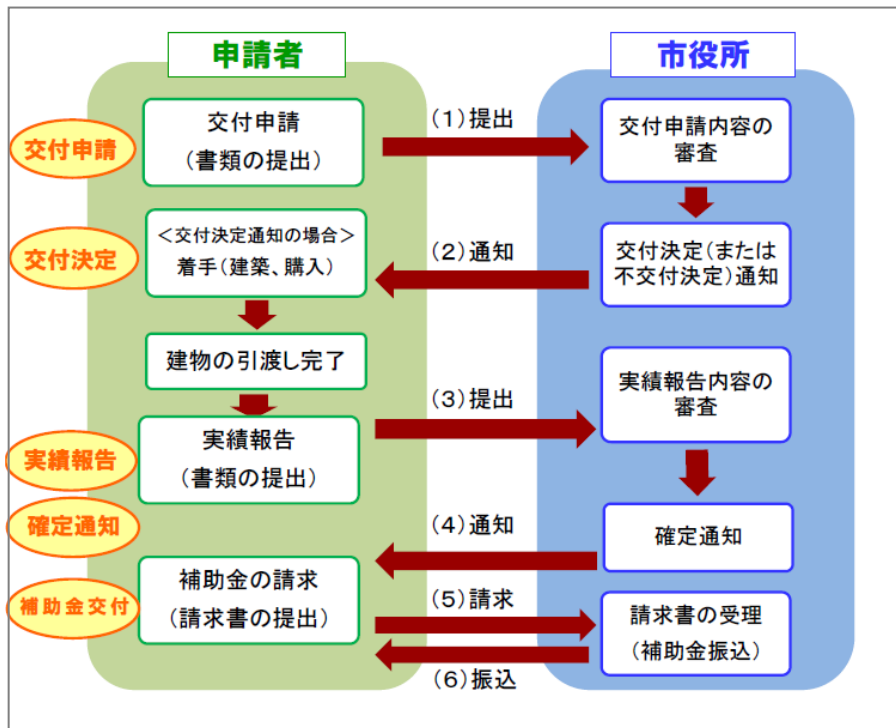 申請者
市役所
交付申請
交付申請
(書類の提出)
(1)提出
交付申請内容の
審査
交付決定
<交付決定通知の場合>
着手(建築、購入)
(2)通知
交付決定(または
不交付決定)通知
建物の引渡し完了
実績報告
実績報告
(書類の提出)
(3)提出
実績報告内容の
審査
確定通知
(4)通知
確定通知
補助金交付
補助金の請求
(請求書の提出)
(5)請求
請求書の受理
(補助金振込)
(6)振込